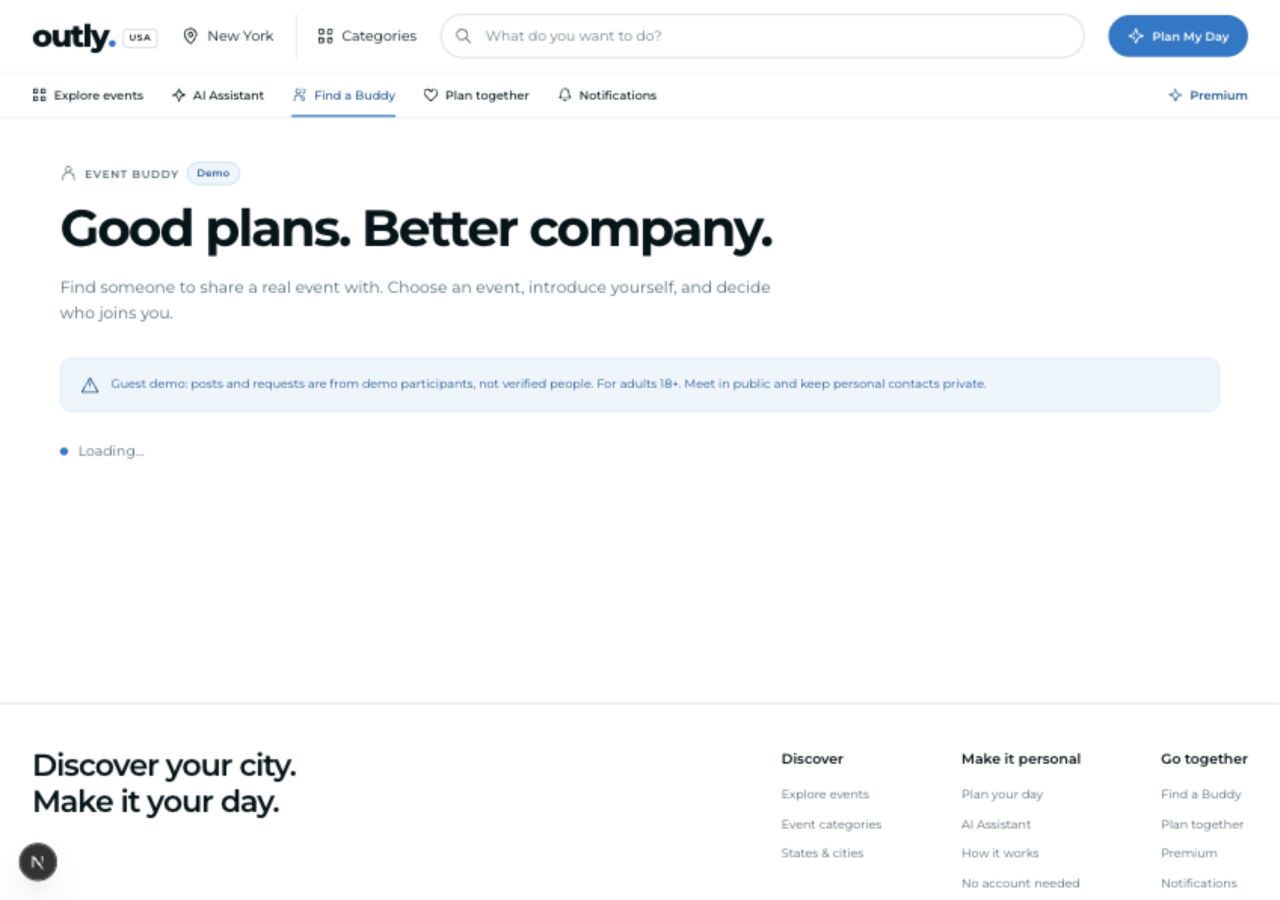 outly. USA
New York
Categories
What do you want to do?
Plan My Day
Explore events
AI Assistant
Find a Buddy
Plan together
Notifications
Premium
EVENT BUDDY
Demo
Good plans. Better company.
Find someone to share a real event with. Choose an event, introduce yourself, and decide
who joins you.
Guest demo: posts and requests are from demo participants, not verified people. For adults 18+. Meet in public and keep personal contacts private.
Loading...
Discover your city.
Make it your day.
N
Discover
Explore events
Event categories
States & cities
Make it personal
Plan your day
AI Assistant
How it works
No account needed
Go together
Find a Buddy
Plan together
Premium
Notifications